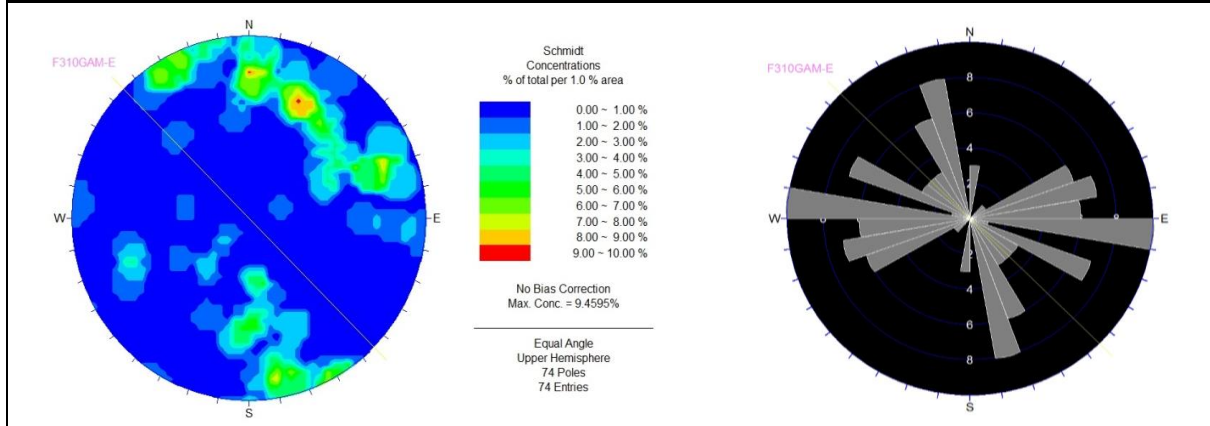 N
F310GAM-E
W
E
S
Schmidt
Concentrations
% of total per 1.0 % area
0.00 ~ 1.00 %
1.00 ~ 2.00 %
2.00 ~ 3.00 %
3.00 ~ 4.00 %
4.00 ~ 5.00 %
5.00 ~ 6.00 %
6.00 ~ 7.00 %
7.00 ~ 8.00 %
8.00 ~ 9.00 %
9.00 ~ 10.00 %
No Bias Correction
Max. Conc. = 9.4595%
Equal Angle
Upper Hemisphere
74 Poles
74 Entries
N
F310GAM-E
8
6
4
2
W
E
2
4
6
8
S